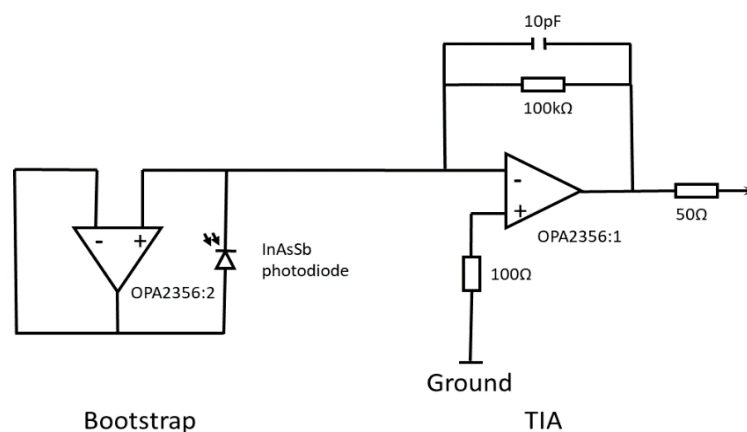 10pF
100kΩ
-
+
-
+
InAsSb
photodiode
OPA2356:1
50Ω
OPA2356:2
100Ω
Ground
Bootstrap
TIA